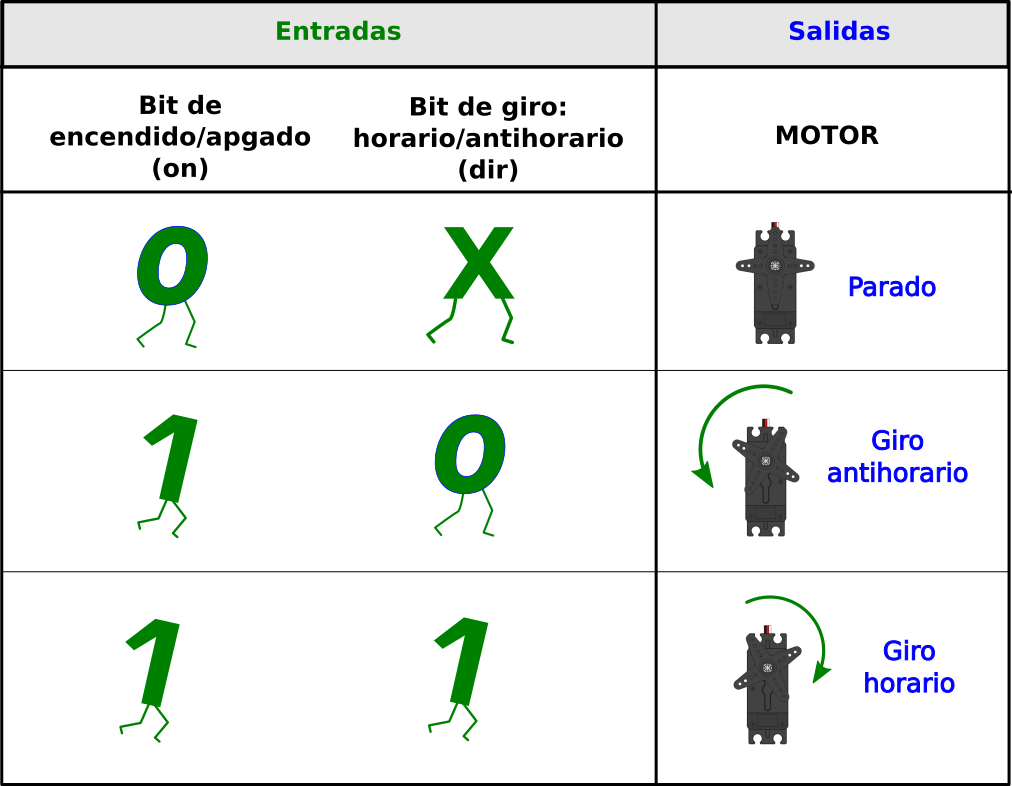 Entradas
Salidas
Bit de
encendido/apgado
(on)
Bit de giro:
horario/antihorario
(dir)
MOTOR
0
X
Parado
1
0
Giro
antihorario
1
1
Giro
horario